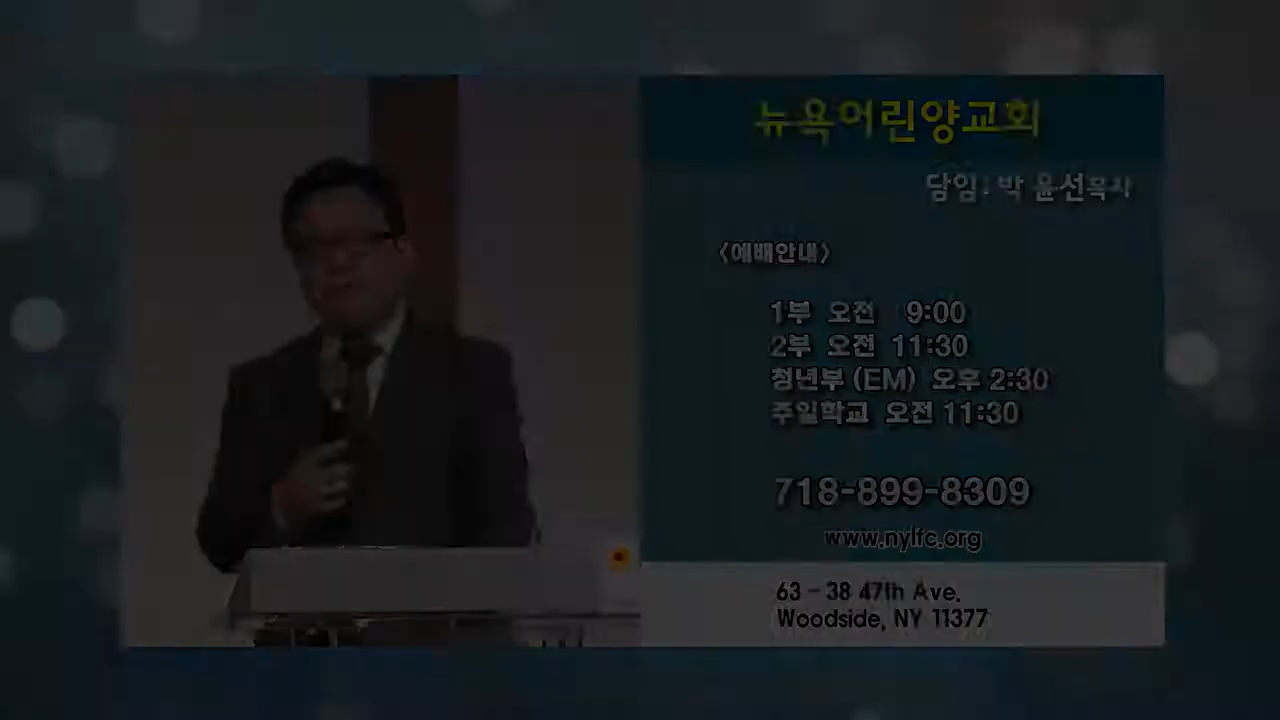 뉴욕어린양교회
담임: 박 윤선목사
<예배안내>
1부 오전 9:00
2부 오전 11:30
청년부 (EM) 오후 2:30
주일학교 오전 11:30
718-899-8309
www.nylfc.org
63 - 38 47th Ave.
Woodside, NY 11377